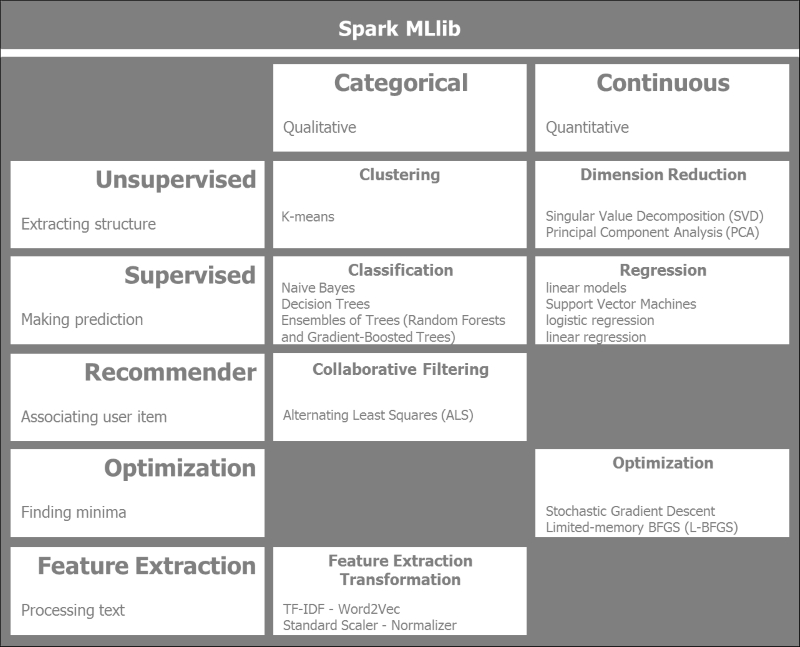 Spark MLlib
Categorical
Qualitative
Continuous
Quantitative
Unsupervised
Extracting structure
Clustering
K-means
Dimension Reduction
Singular Value Decomposition (SVD)
Principal Component Analysis (PCA)
Supervised
Making prediction
Classification
Naive Bayes
Decision Trees
Ensembles of Trees (Random Forests
and Gradient-Boosted Trees)
Regression
linear models
Support Vector Machines
logistic regression
linear regression
Recommender
Associating user item
Collaborative Filtering
Alternating Least Squares (ALS)
Optimization
Finding minima
Optimization
Stochastic Gradient Descent
Limited-memory BFGS (L-BFGS)
Feature Extraction
Processing text
Feature Extraction
Transformation
TF-IDF - Word2Vec
Standard Scaler - Normalizer